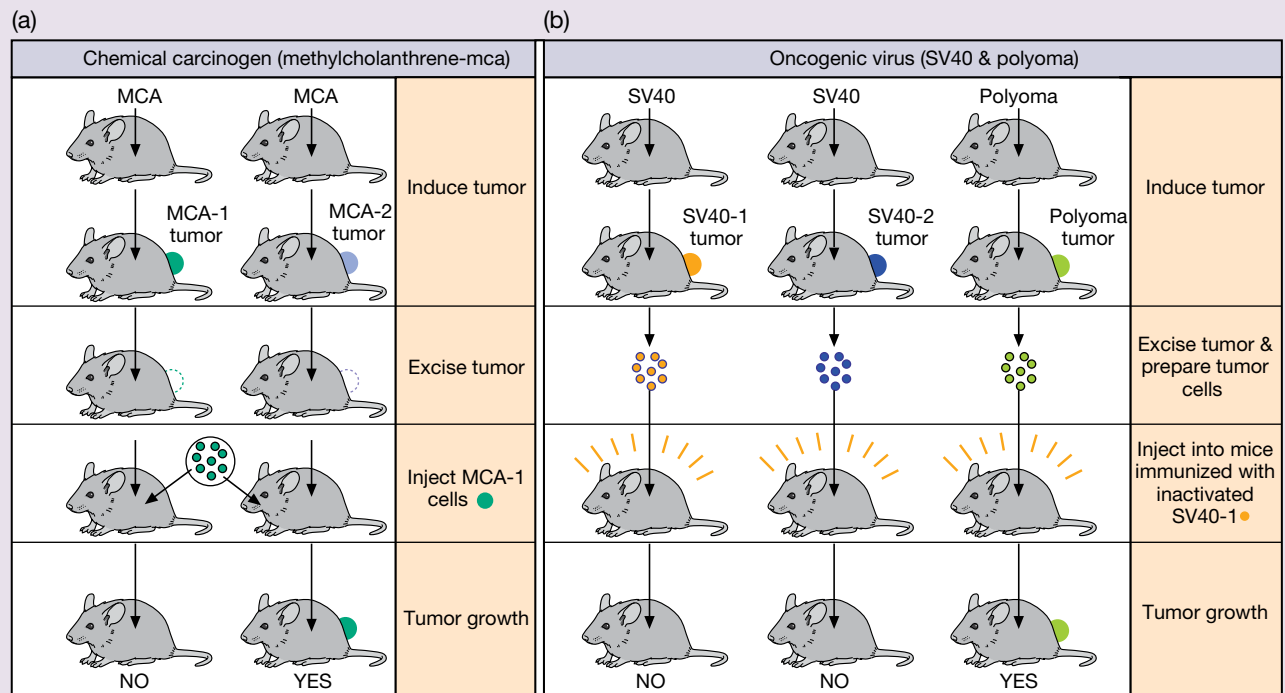 (a)
Chemical carcinogen (methylcholanthrene-mca)
MCA
MCA
MCA-1
tumor
MCA-2
tumor
Induce tumor
Excise tumor
Inject MCA-1
cells
Tumor growth
NO
YES
(b)
Oncogenic virus (SV40 & polyoma)
SV40
SV40
Polyoma
SV40-1
tumor
SV40-2
tumor
Polyoma
tumor
Induce tumor
Excise tumor &
prepare tumor
cells
Inject into mice
immunized with
inactivated
SV40-1
Tumor growth
NO
NO
YES